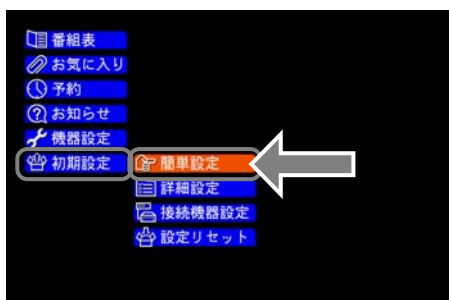 番組表
お気に入り
予約
お知らせ
機器設定
初期設定
簡単設定
詳細設定
接続機器設定
設定リセット